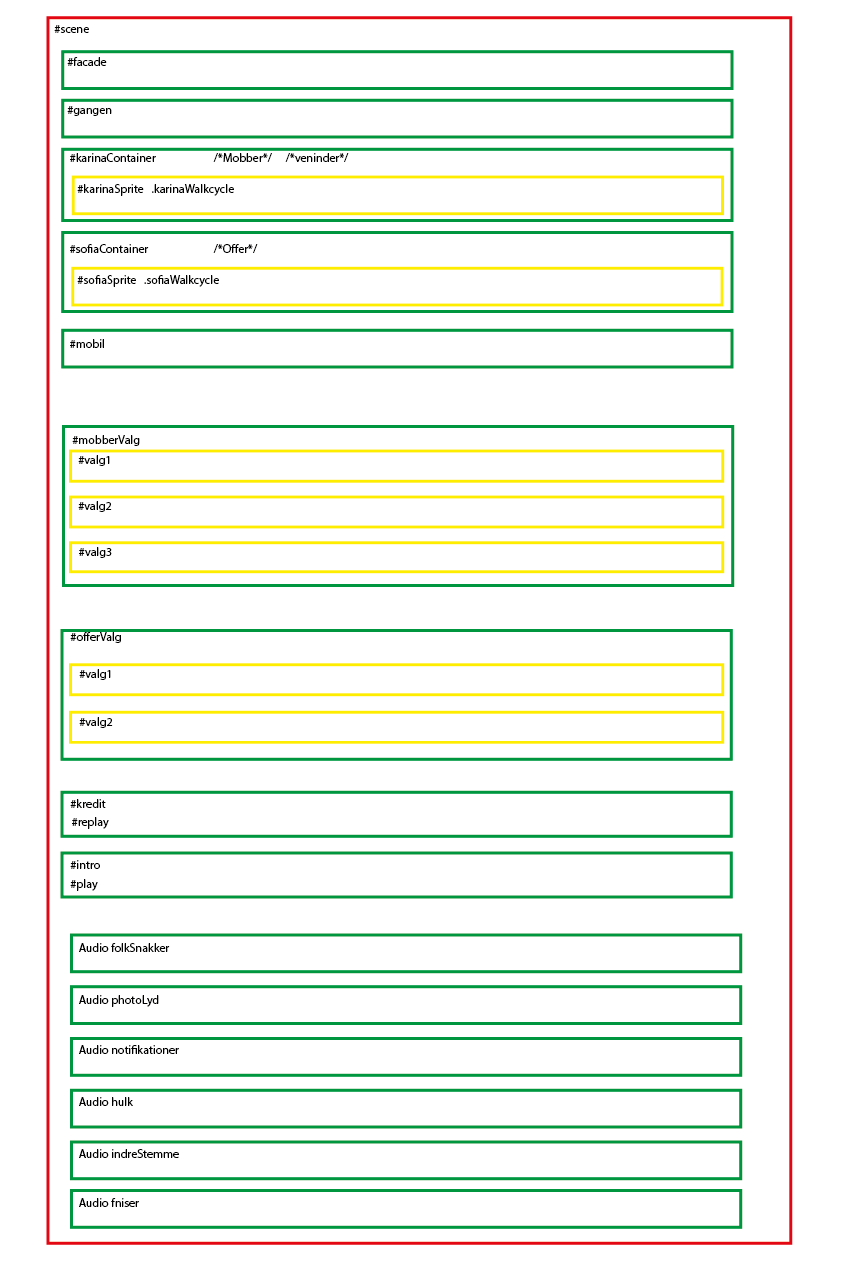 #scene
#facade
#gangen
#karinaContainer /*Mobber*/ /*veninder*/
#karinaSprite .karinaWalkcycle
#sofiaContainer /*Offer*/
#sofiaSprite .sofiaWalkcycle
#mobil
#mobberValg
#valg1
#valg2
#valg3
#offerValg
#valg1
#valg2
#kredit
#replay
#intro
#play
Audio folkSnakker
Audio photoLyd
Audio notifikationer
Audio hulk
Audio indreStemme
Audio fniser